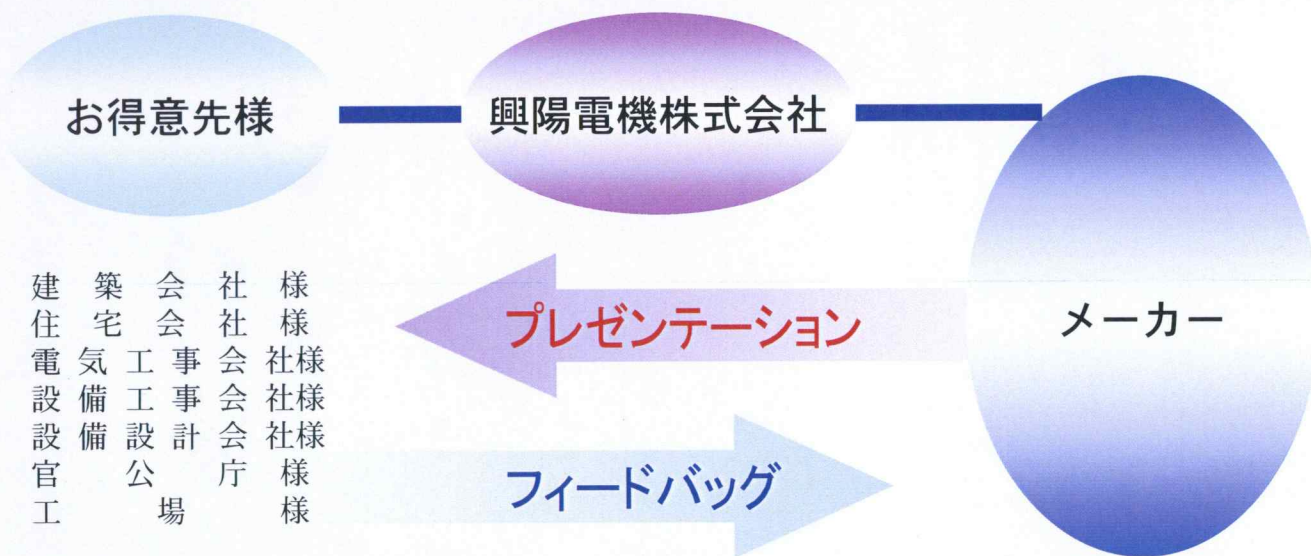 お得意先様
興陽電機株式会社
メーカー
建築会社様
住宅会社様
電気工事会社様
設備工事会社様
設備設計会社様
官公庁様
工場様
プレゼンテーション
フィードバッグ